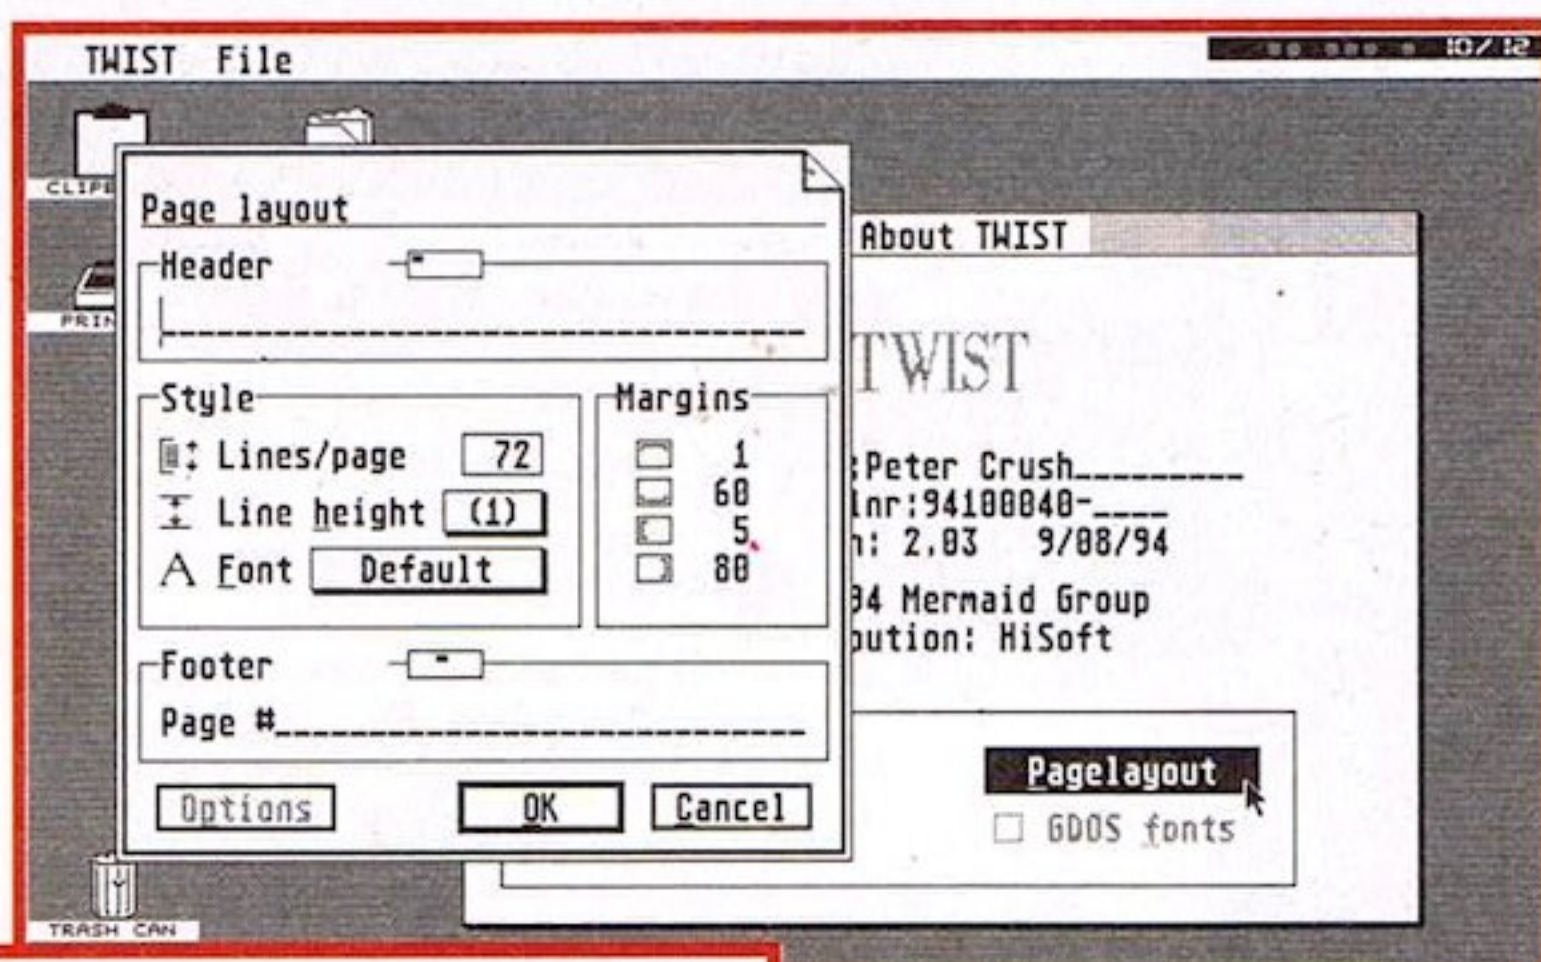 TWIST File
10/12
CLIPB
PRIN
Page layout
Header
Style
Lines/page 72
Line height (1)
Font Default
Margins
1
60
5
80
Footer
Page #
Options OK Cancel
About TWIST
TWIST
:Peter Crush
lnr:94100040-
n: 2.03 9/08/94
94 Mermaid Group
bution: HiSoft
Pagelayout
GDOS fonts
TRASH CAN